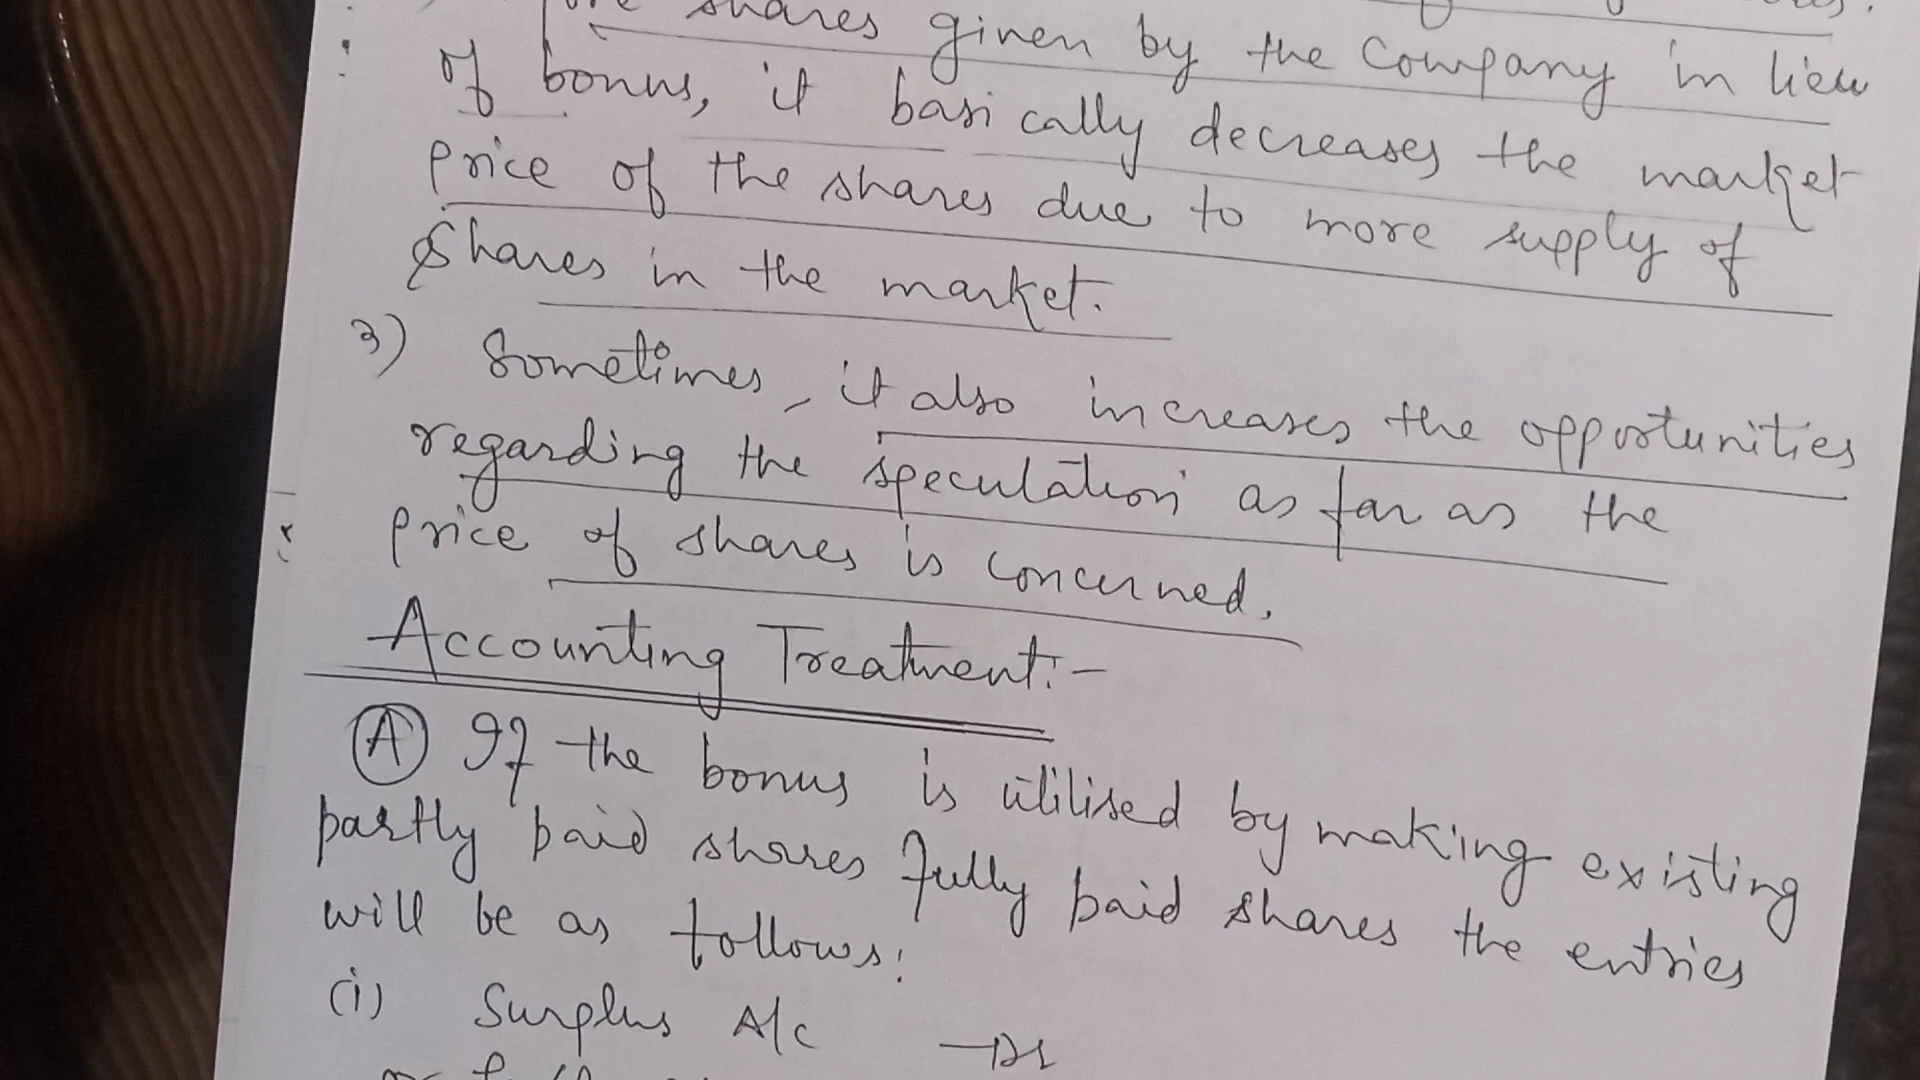 shares given by the Company in lieu
of bonus, it basically decreases the market
price of the shares due to more supply of
Shares in the market.
3) Sometimes, it also increases the opportunities
regarding the speculation as far as the
price of shares is concerned.
Accounting Treatment:-
(A) If the bonus is utilised by making existing
partly paid shares fully paid shares the entries
will be as follows:
(i) Surplus A/c —Dr